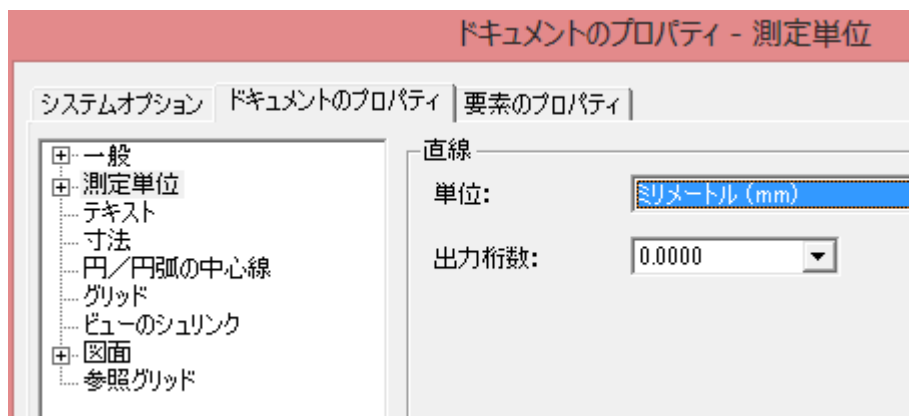 ドキュメントのプロパティ - 測定単位
システムオプション ドキュメントのプロパティ 要素のプロパティ
一般
測定単位
テキスト
寸法
円／円弧の中心線
グリッド
ビューのシュリンク
図面
参照グリッド
直線
単位: ミリメートル (mm)
出力桁数: 0.0000